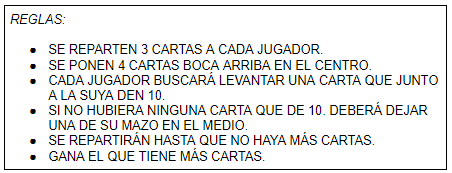 REGLAS:
● SE REPARTEN 3 CARTAS A CADA JUGADOR.
● SE PONEN 4 CARTAS BOCA ARRIBA EN EL CENTRO.
● CADA JUGADOR BUSCARÁ LEVANTAR UNA CARTA QUE JUNTO
A LA SUYA DEN 10.
● SI NO HUBIERA NINGUNA CARTA QUE DE 10. DEBERÁ DEJAR
UNA DE SU MAZO EN EL MEDIO.
● SE REPARTIRÁN HASTA QUE NO HAYA MÁS CARTAS.
● GANA EL QUE TIENE MÁS CARTAS.